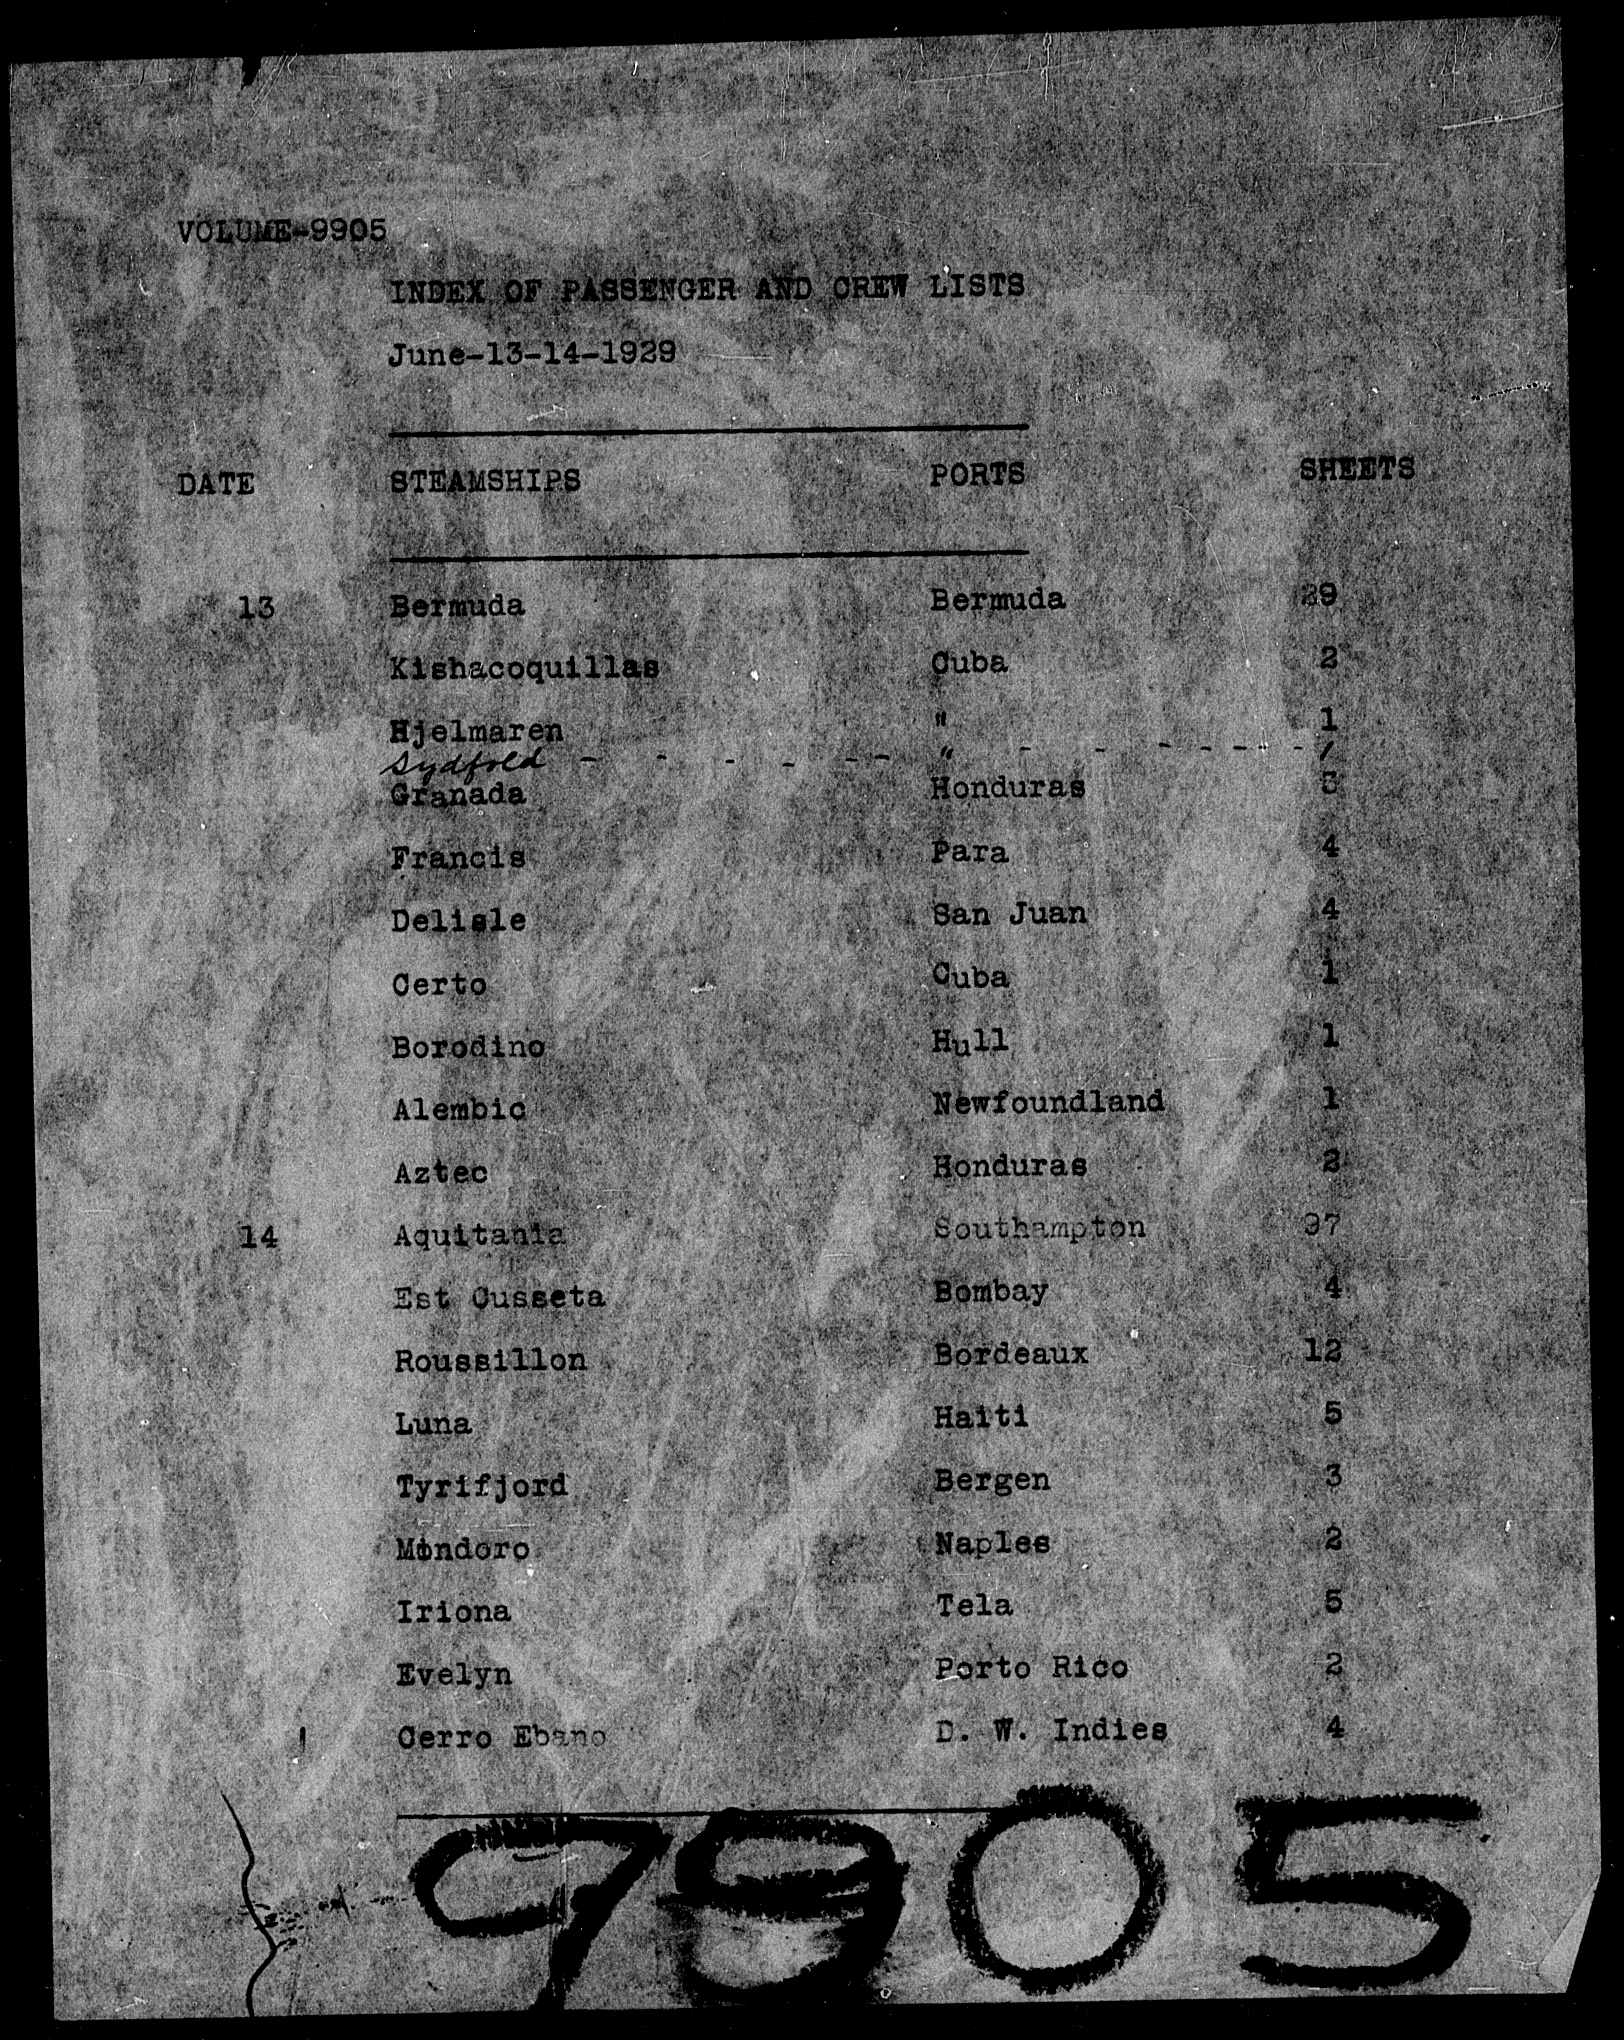 VOLUME-9905
INDEX OF PASSENGER AND CREW LISTS
June-13-14-1929
DATE STEAMSHIPS PORTS SHEETS
13 Bermuda Bermuda 29
Kishacoquillas Cuba 2
Hjelmaren " 1
Sydfold - - - - - - " - - - - - - - 1
Granada Honduras
Francis Para 4
Delisle San Juan 4
Certo Cuba 1
Borodino Hull 1
Alembic Newfoundland 1
Aztec Honduras 2
14 Aquitania Southampton 37
Est Cusseta Bombay 4
Roussillon Bordeaux 12
Luna Haiti 5
Tyrifjord Bergen 3
Mindoro Naples 2
Iriona Tela 5
Evelyn Porto Rico 2
Cerro Ebano D. W. Indies 4
9905